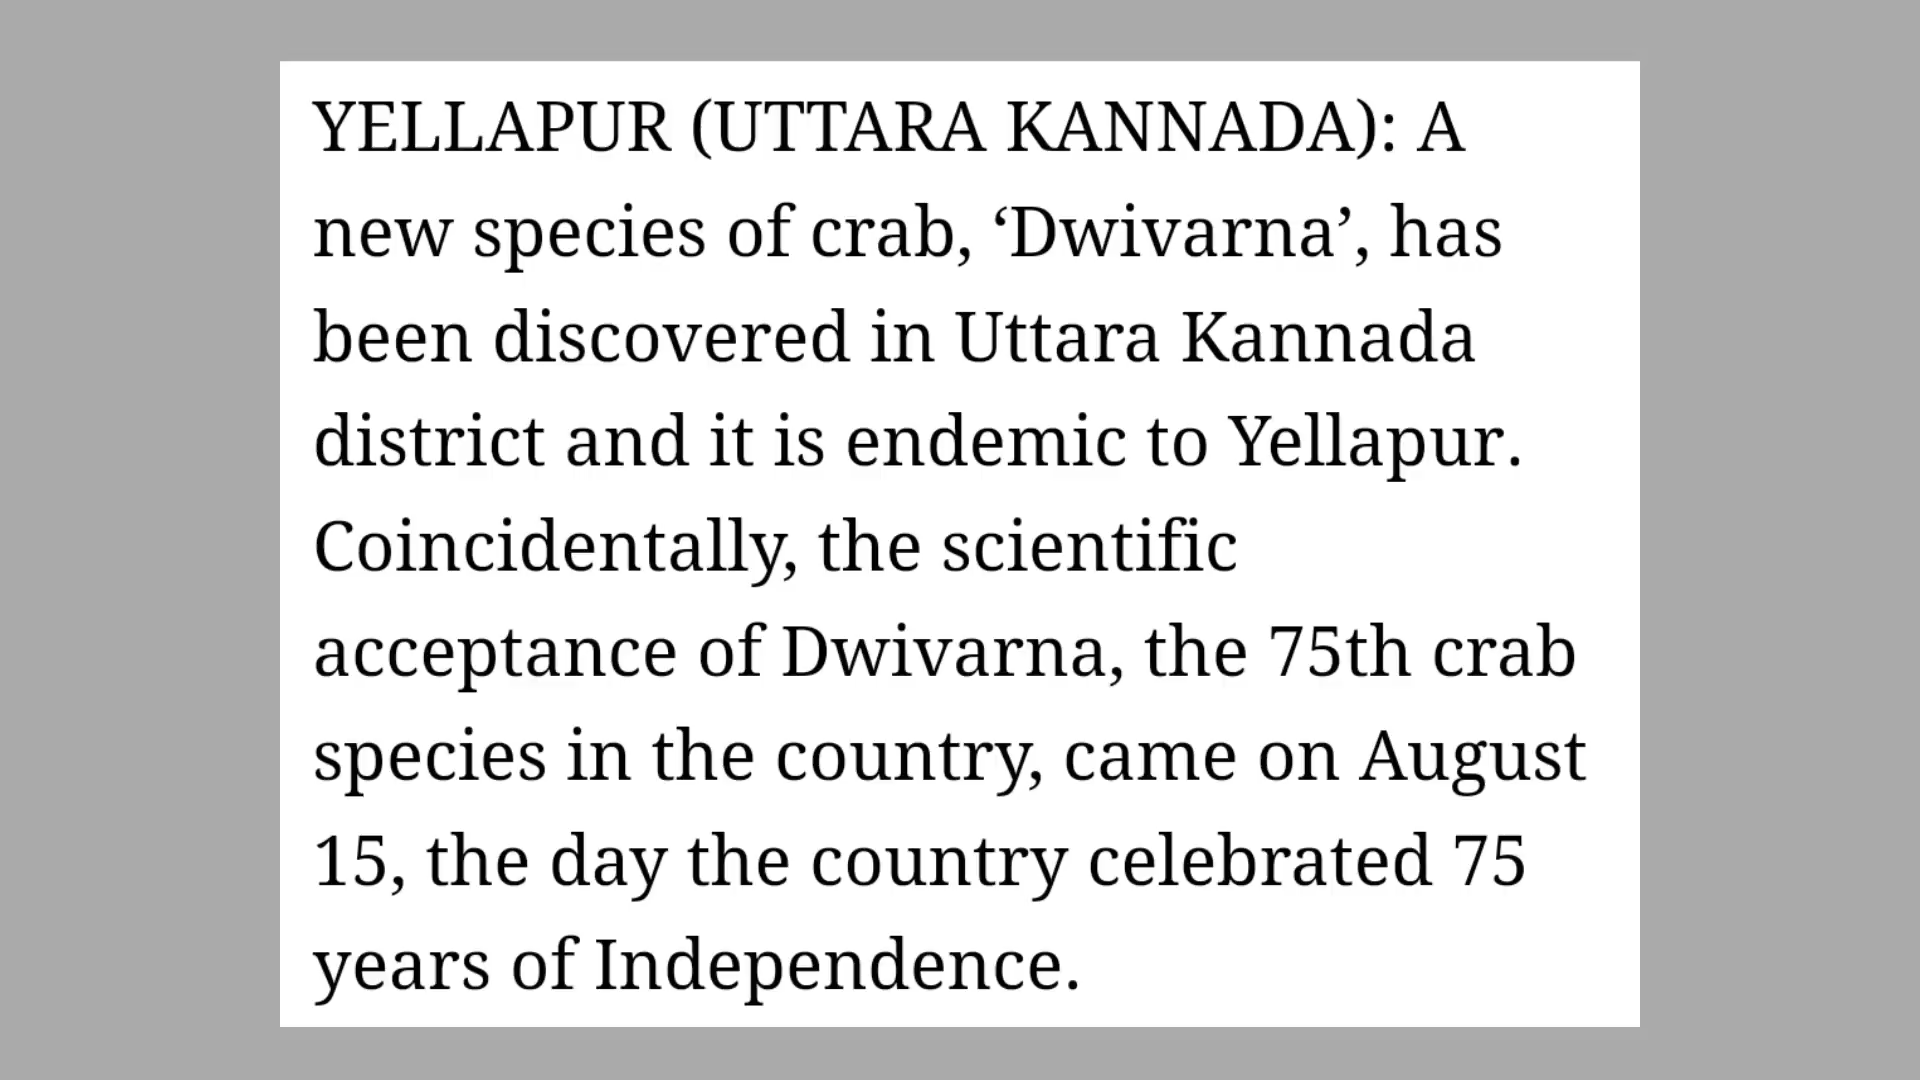 YELLAPUR (UTTARA KANNADA): A
new species of crab, ‘Dwivarna’, has
been discovered in Uttara Kannada
district and it is endemic to Yellapur.
Coincidentally, the scientific
acceptance of Dwivarna, the 75th crab
species in the country, came on August
15, the day the country celebrated 75
years of Independence.